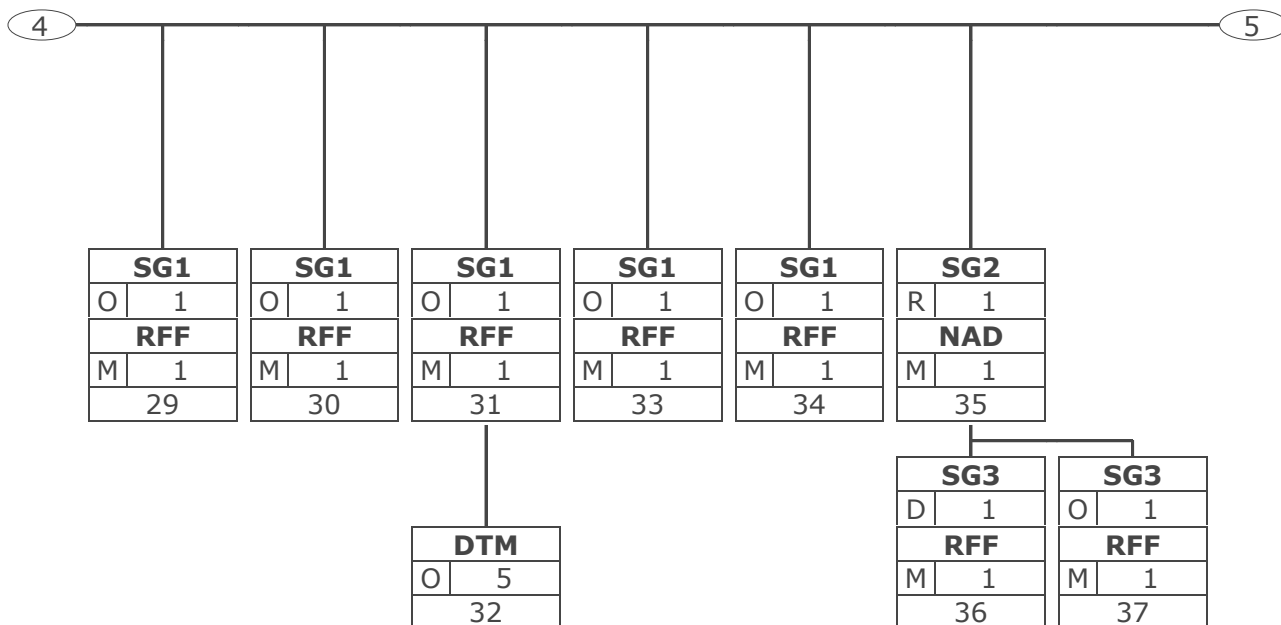 4 5
SG1 SG1 SG1 SG1 SG1 SG2
O 1 O 1 O 1 O 1 O 1 R 1
RFF RFF RFF RFF RFF NAD
M 1 M 1 M 1 M 1 M 1 M 1
29 30 31 33 34 35
SG3 SG3
D 1 O 1
DTM RFF RFF
O 5 M 1 M 1
32 36 37